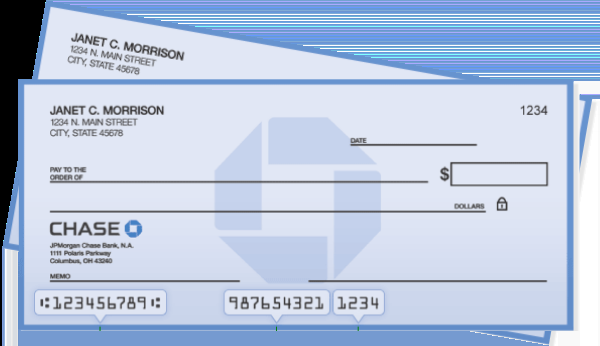 JANET C. MORRISON
1234 N. MAIN STREET
CITY, STATE 45678
JANET C. MORRISON
1234
1234 N. MAIN STREET
CITY, STATE 45678
DATE
PAY TO THE
ORDER OF
$
DOLLARS
CHASE
JPMorgan Chase Bank, N.A.
1111 Polaris Parkway
Columbus, OH 43240
MEMO
⑆123456789⑆ 987654321 1234